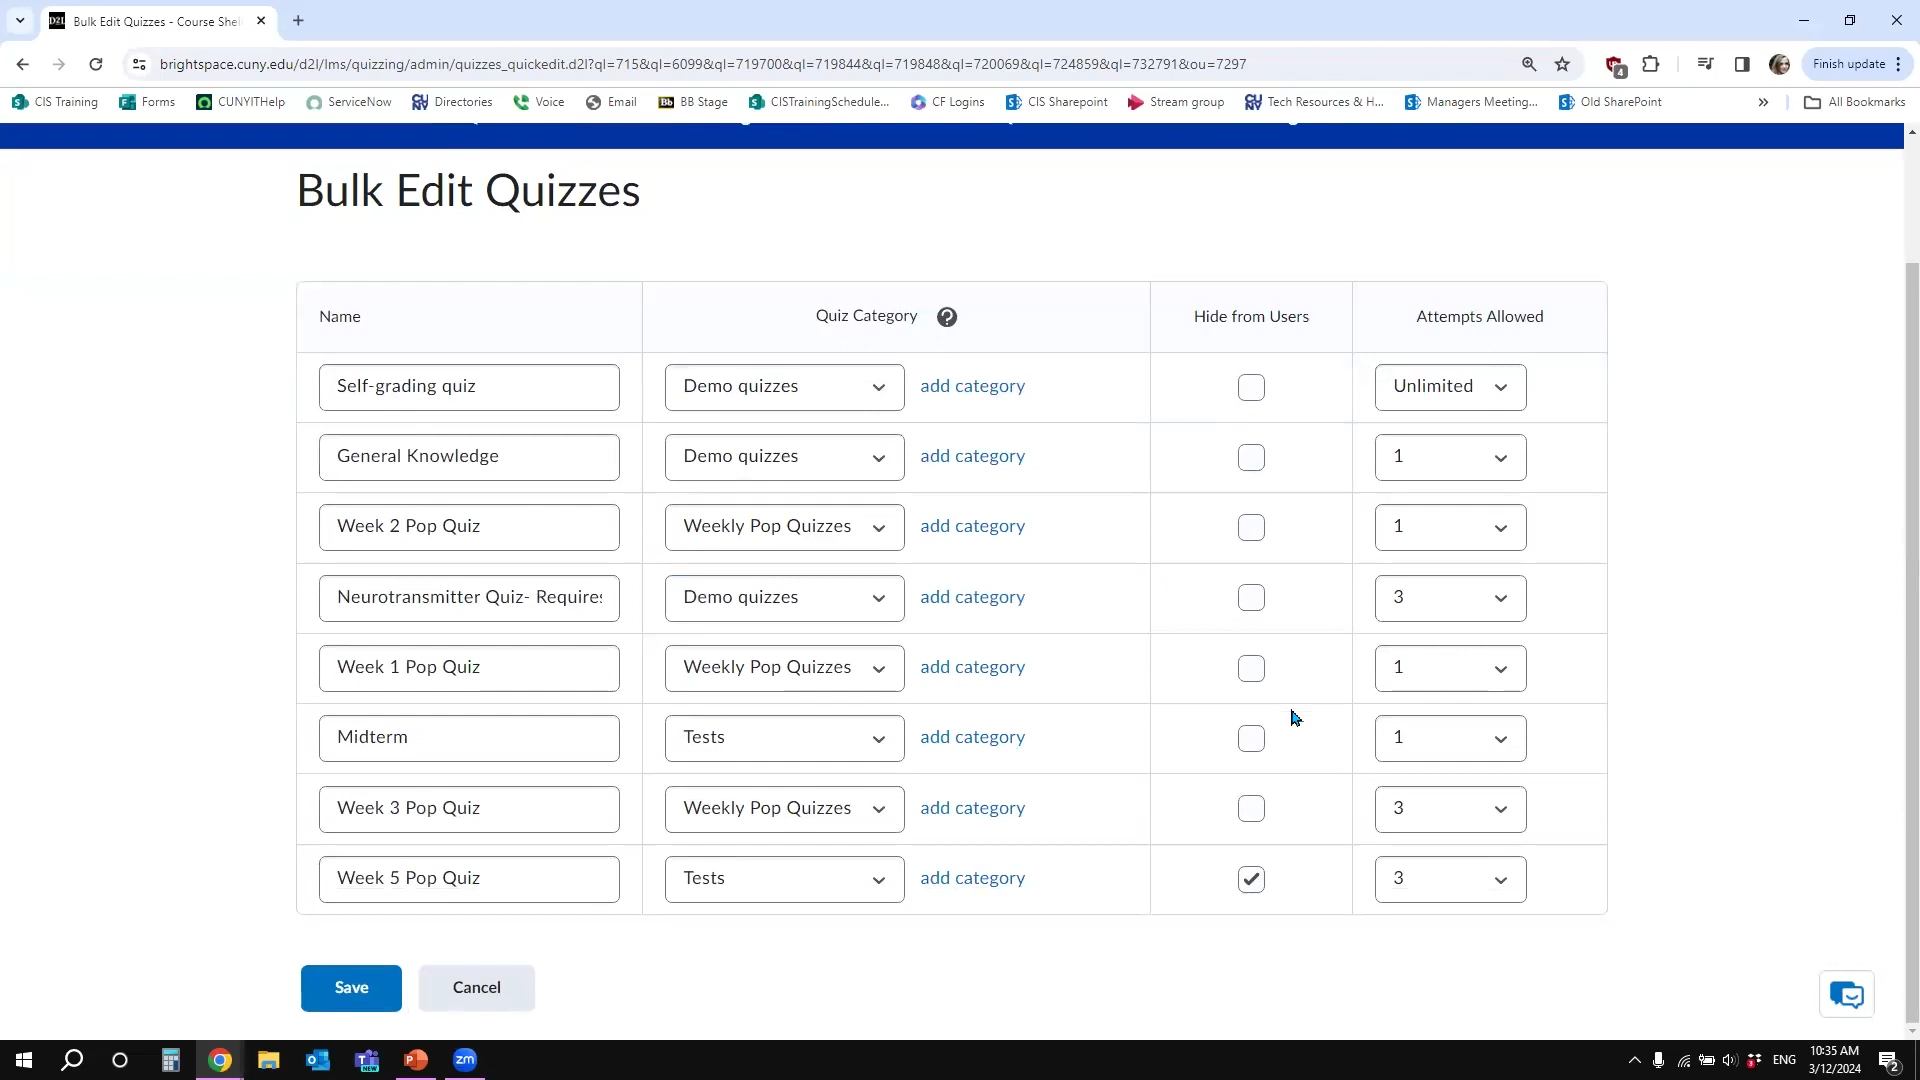 D2L Bulk Edit Quizzes - Course Shel
brightspace.cuny.edu/d2l/lms/quizzing/admin/quizzes_quickedit.d2l?ql=715&ql=6099&ql=719700&ql=719844&ql=719848&ql=720069&ql=724859&ql=732791&ou=7297
4
Finish update
CIS Training Forms CUNYITHelp ServiceNow Directories Voice Email Bb BB Stage CISTrainingSchedule... CF Logins CIS Sharepoint Stream group Tech Resources & H... Managers Meeting... Old SharePoint » All Bookmarks
Bulk Edit Quizzes
Name Quiz Category ? Hide from Users Attempts Allowed
Self-grading quiz Demo quizzes add category Unlimited
General Knowledge Demo quizzes add category 1
Week 2 Pop Quiz Weekly Pop Quizzes add category 1
Neurotransmitter Quiz- Requires Demo quizzes add category 3
Week 1 Pop Quiz Weekly Pop Quizzes add category 1
Midterm Tests add category 1
Week 3 Pop Quiz Weekly Pop Quizzes add category 3
Week 5 Pop Quiz Tests add category 3
Save Cancel
NEW P zm ENG 10:35 AM
3/12/2024 2